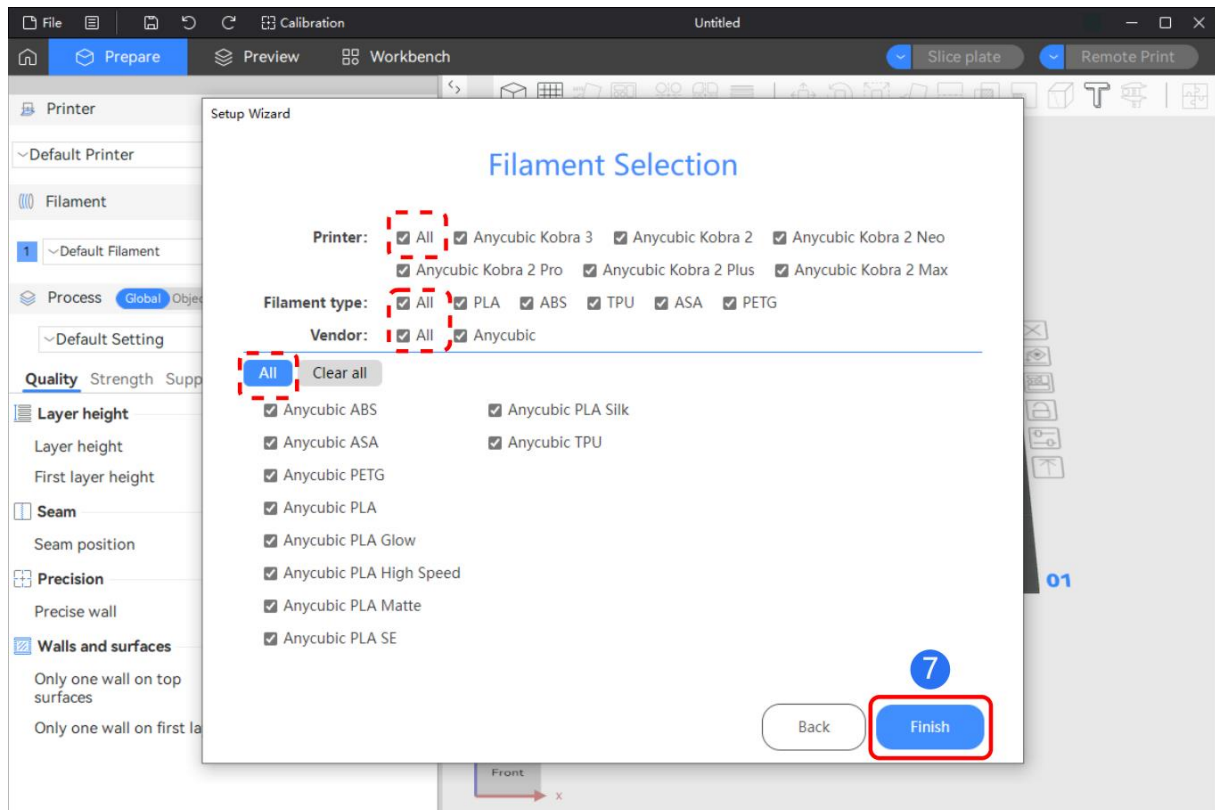 File Calibration Untitled
Prepare Preview Workbench Slice plate Remote Print
Printer
Default Printer
Filament
1 Default Filament
Process Global Objec
Default Setting
Quality Strength Supp
Layer height
Layer height
First layer height
Seam
Seam position
Precision
Precise wall
Walls and surfaces
Only one wall on top
surfaces
Only one wall on first la
Setup Wizard
Filament Selection
Printer: All Anycubic Kobra 3 Anycubic Kobra 2 Anycubic Kobra 2 Neo
Anycubic Kobra 2 Pro Anycubic Kobra 2 Plus Anycubic Kobra 2 Max
Filament type: All PLA ABS TPU ASA PETG
Vendor: All Anycubic
All Clear all
Anycubic ABS Anycubic PLA Silk
Anycubic ASA Anycubic TPU
Anycubic PETG
Anycubic PLA
Anycubic PLA Glow
Anycubic PLA High Speed
Anycubic PLA Matte
Anycubic PLA SE
7
Back Finish
01
Front
x